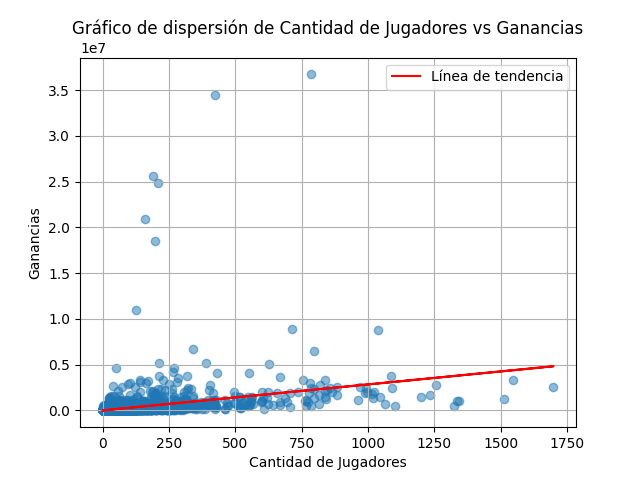 Gráfico de dispersión de Cantidad de Jugadores vs Ganancias
1e7
Línea de tendencia
3.5
3.0
2.5
2.0
1.5
1.0
0.5
0.0
Ganancias
0 250 500 750 1000 1250 1500 1750
Cantidad de Jugadores